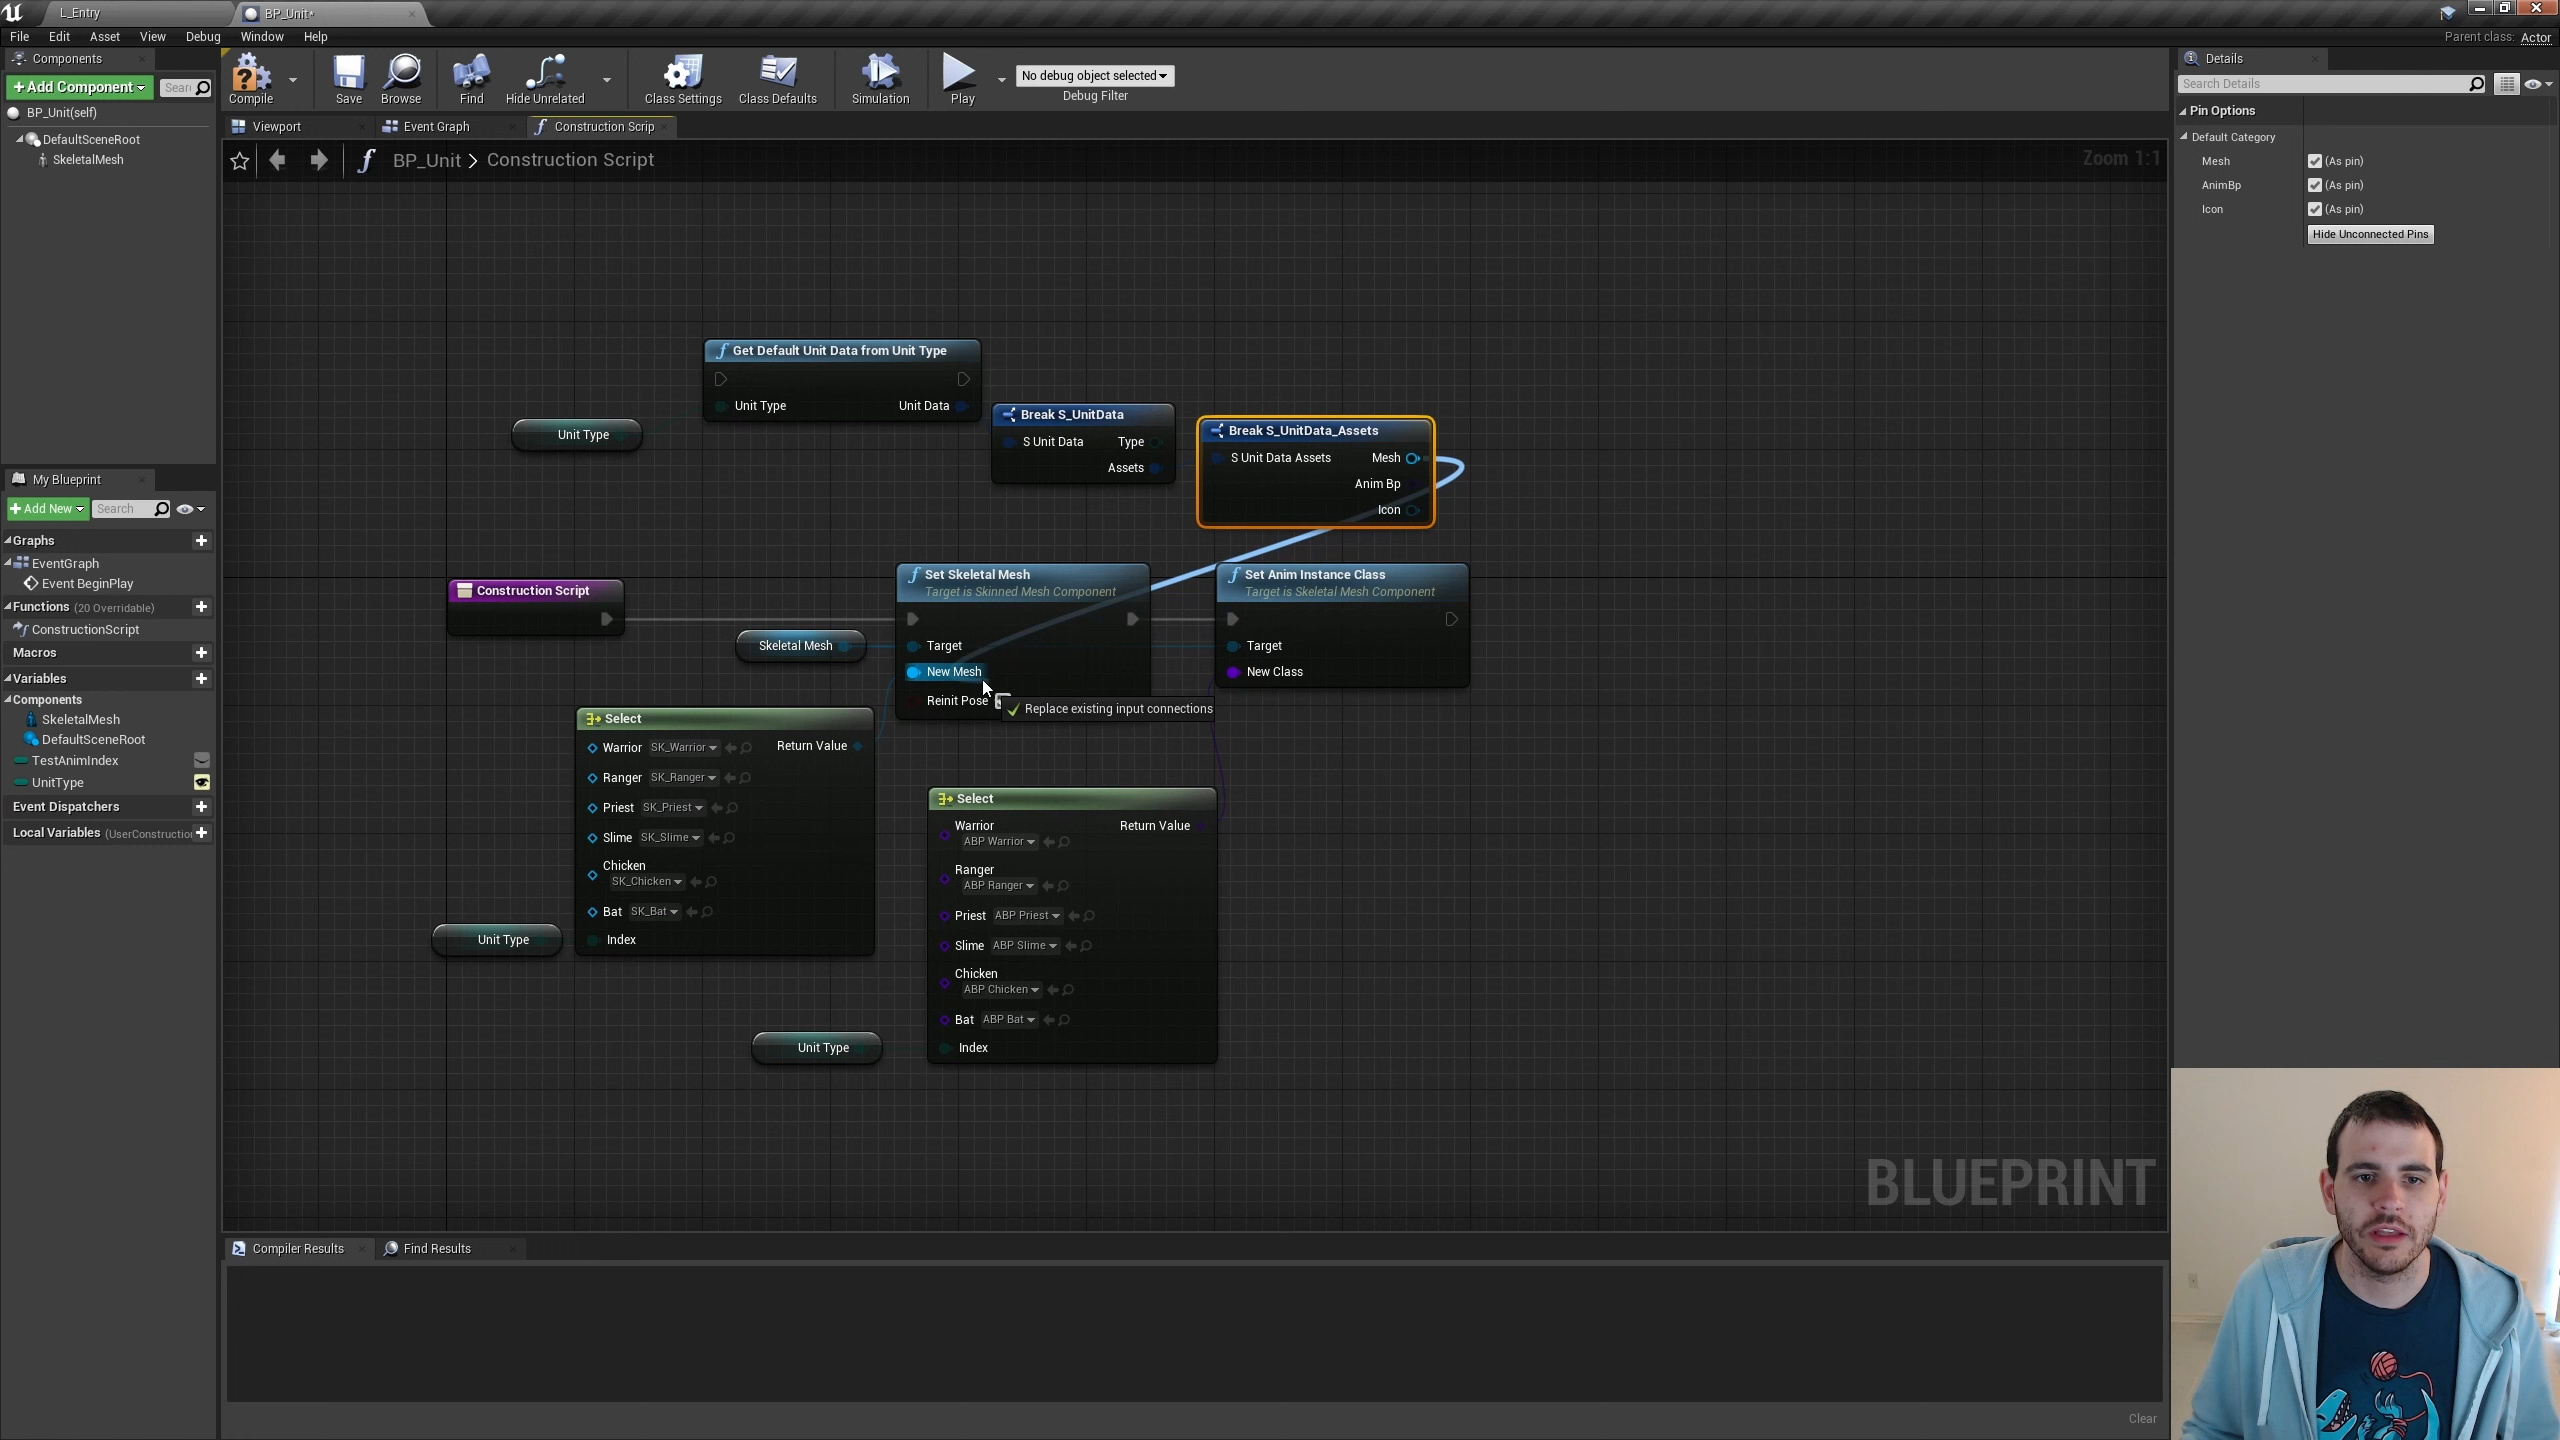 L_Entry
BP_Unit*
File Edit Asset View Debug Window Help
Parent class: Actor
Components
+Add Component
BP_Unit(self)
DefaultSceneRoot
SkeletalMesh
My Blueprint
+Add New
Search
Graphs
EventGraph
Event BeginPlay
Functions (20 Overridable)
ConstructionScript
Macros
Variables
Components
SkeletalMesh
DefaultSceneRoot
TestAnimIndex
UnitType
Event Dispatchers
Local Variables (UserConstructio
Compile
Save
Browse
Find
Hide Unrelated
Class Settings
Class Defaults
Simulation
Play
No debug object selected
Debug Filter
Viewport
Event Graph
Construction Scrip
BP_Unit > Construction Script
Zoom 1:1
Get Default Unit Data from Unit Type
Unit Type
Unit Data
Unit Type
Break S_UnitData
S Unit Data
Type
Assets
Break S_UnitData_Assets
S Unit Data Assets
Mesh
Anim Bp
Icon
Construction Script
Skeletal Mesh
Set Skeletal Mesh
Target is Skinned Mesh Component
Target
New Mesh
Reinit Pose
Replace existing input connections
Set Anim Instance Class
Target is Skeletal Mesh Component
Target
New Class
Select
Warrior SK_Warrior
Return Value
Ranger SK_Ranger
Priest SK_Priest
Slime SK_Slime
Chicken
SK_Chicken
Bat SK_Bat
Index
Unit Type
Select
Warrior
ABP Warrior
Return Value
Ranger
ABP Ranger
Priest ABP Priest
Slime ABP Slime
Chicken
ABP Chicken
Bat ABP Bat
Index
Unit Type
BLUEPRINT
Compiler Results
Find Results
Clear
Details
Search Details
Pin Options
Default Category
Mesh (As pin)
AnimBp (As pin)
Icon (As pin)
Hide Unconnected Pins